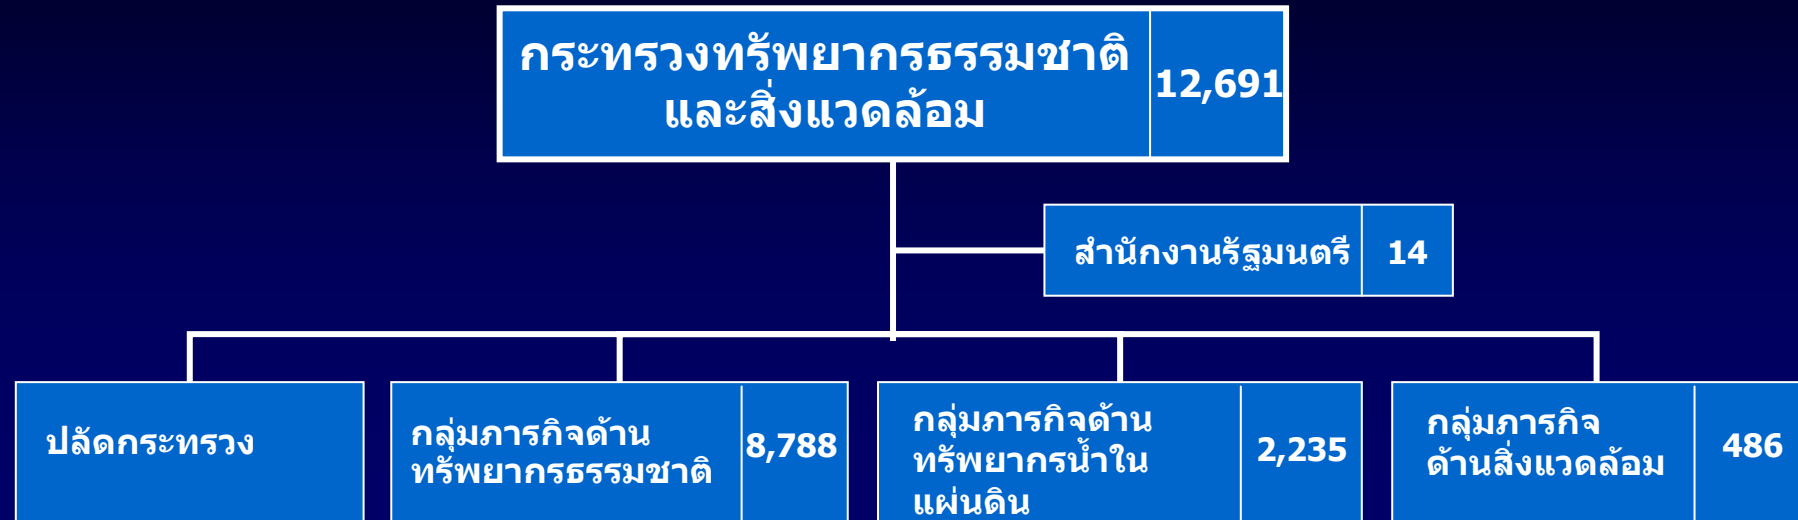 กระทรวงทรัพยากรธรรมชาติ
และสิ่งแวดล้อม
12,691
สำนักงานรัฐมนตรี 14
ปลัดกระทรวง
กลุ่มภารกิจด้าน
ทรัพยากรธรรมชาติ
8,788
กลุ่มภารกิจด้าน
ทรัพยากรน้ำใน
แผ่นดิน
2,235
กลุ่มภารกิจ
ด้านสิ่งแวดล้อม
486